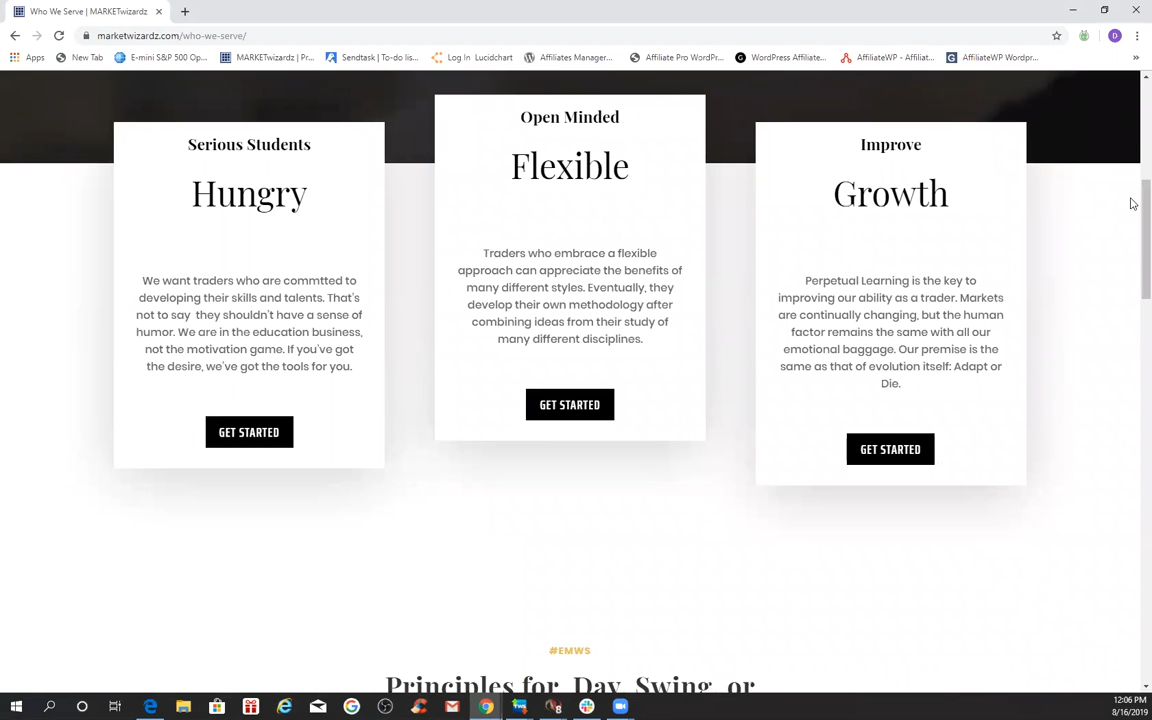 Who We Serve | MARKETwizardz
marketwizardz.com/who-we-serve/
D
Apps
New Tab
E-mini S&P 500 Op...
MARKETwizardz | Pr...
Sendtask | To-do lis...
Log In Lucidchart
Affiliates Manager...
Affiliate Pro WordPr...
WordPress Affiliate...
AffiliateWP - Affiliat...
AffiliateWP Wordpr...
Serious Students
Hungry
We want traders who are commtted to
developing their skills and talents. That's
not to say they shouldn't have a sense of
humor. We are in the education business,
not the motivation game. If you've got
the desire, we've got the tools for you.
GET STARTED
Open Minded
Flexible
Traders who embrace a flexible
approach can appreciate the benefits of
many different styles. Eventually, they
develop their own methodology after
combining ideas from their study of
many different disciplines.
GET STARTED
Improve
Growth
Perpetual Learning is the key to
improving our ability as a trader. Markets
are continually changing, but the human
factor remains the same with all our
emotional baggage. Our premise is the
same as that of evolution itself: Adapt or
Die.
GET STARTED
#EMWS
Principles for Day, Swing, or
12:06 PM
8/16/2019